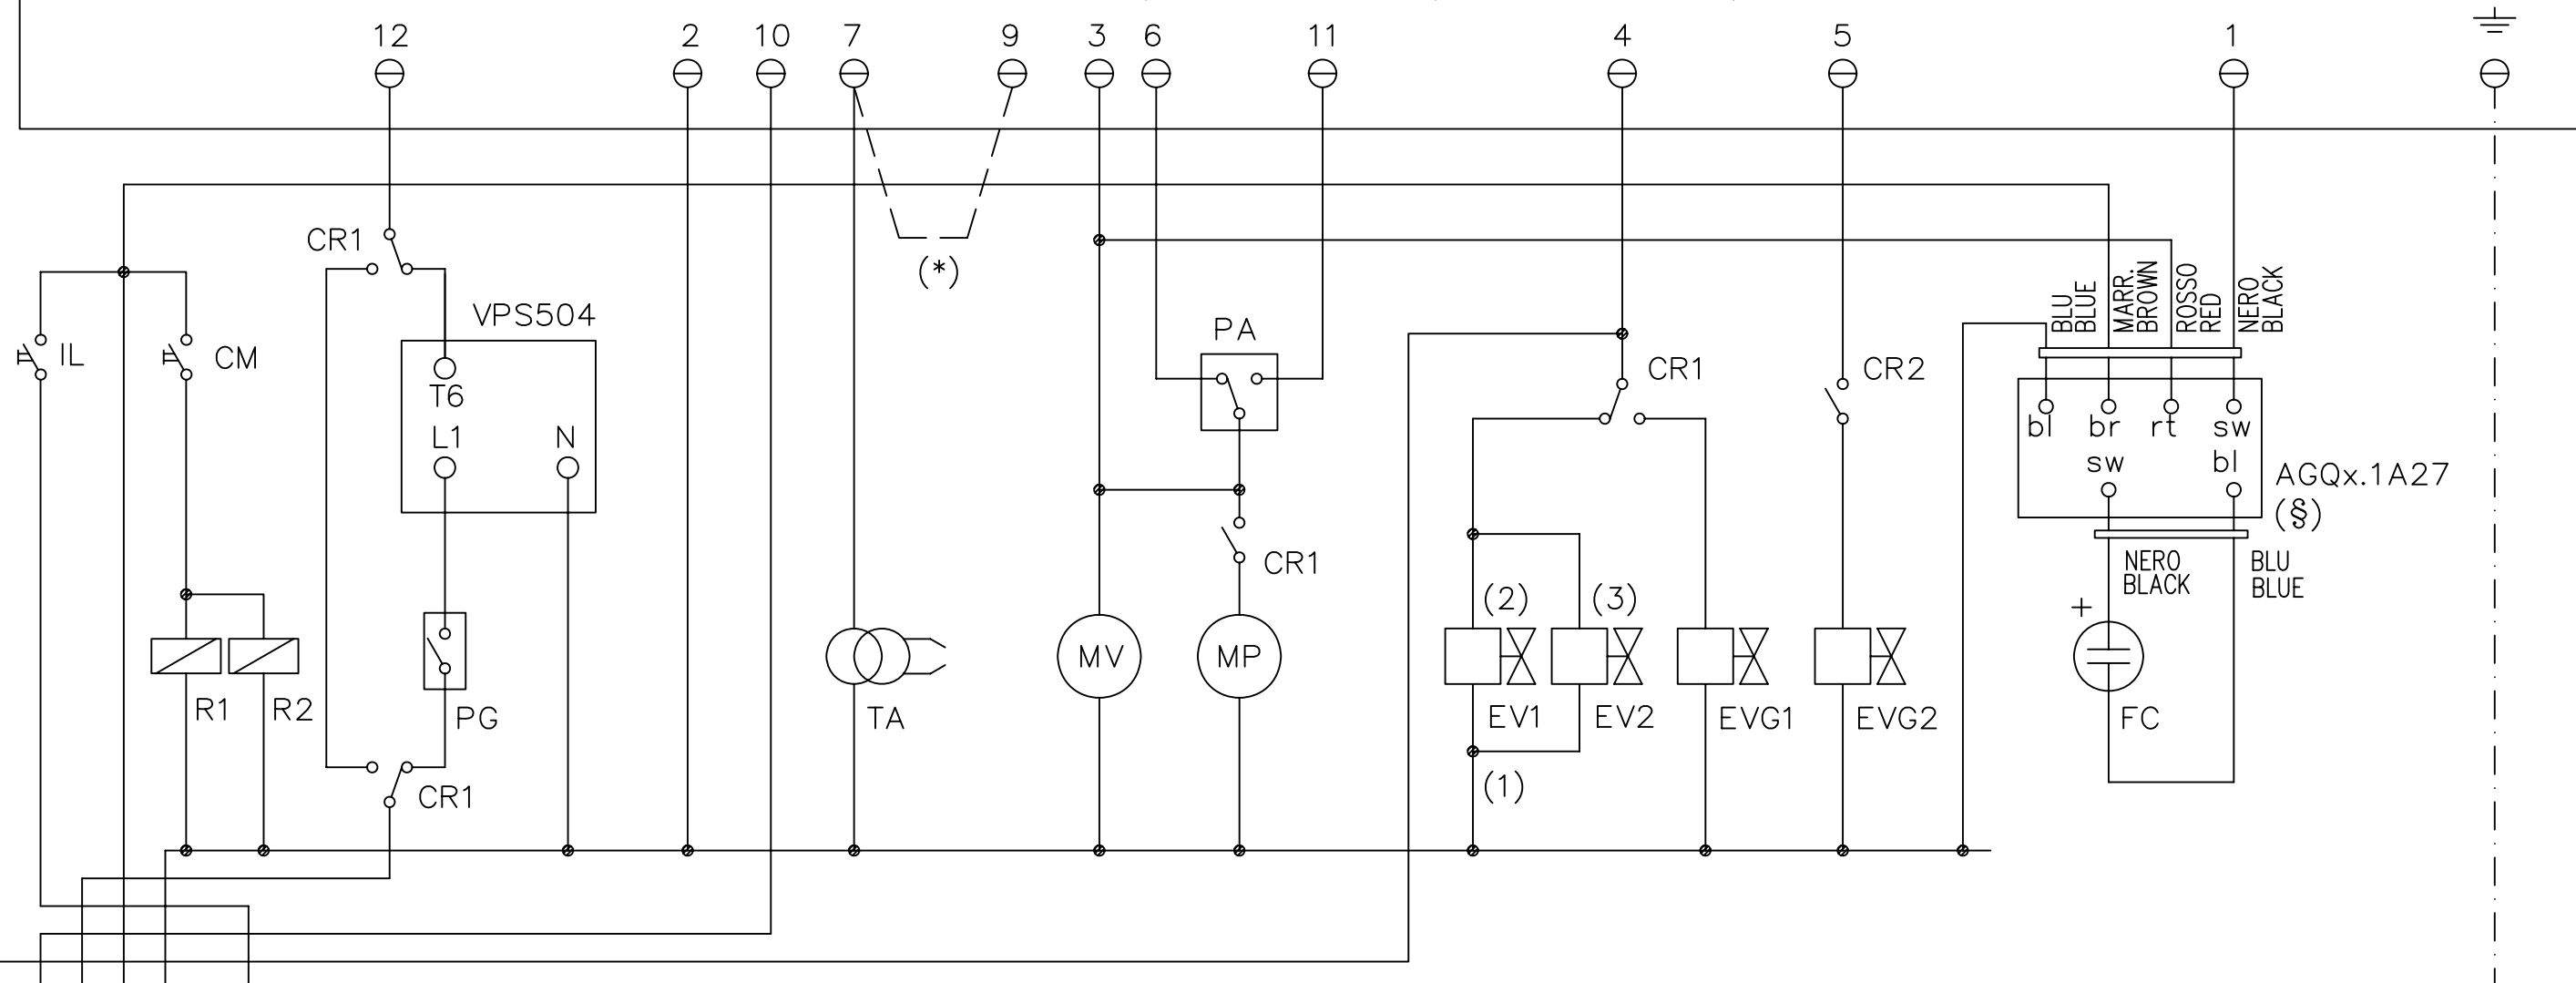 12 2 10 7 9 3 6 11 4 5 1
CR1
(*)
BLU
BLUE
MARR.
BROWN
ROSSO
RED
NERO
BLACK
VPS504
PA
IL
CM
CR1
CR2
T6
L1 N
bl br rt sw
sw bl
AGQx.1A27
(§)
CR1
NERO
BLACK
BLU
BLUE
(2) (3)
+
MV MP
R1 R2 PG TA EV1 EV2 EVG1 EVG2 FC
CR1
(1)